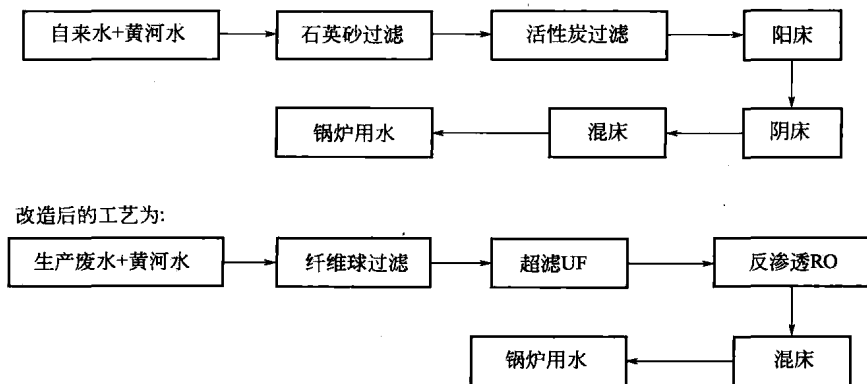 自来水+黄河水
石英砂过滤
活性炭过滤
阳床
锅炉用水
混床
阴床
改造后的工艺为:
生产废水+黄河水
纤维球过滤
超滤UF
反渗透RO
锅炉用水
混床